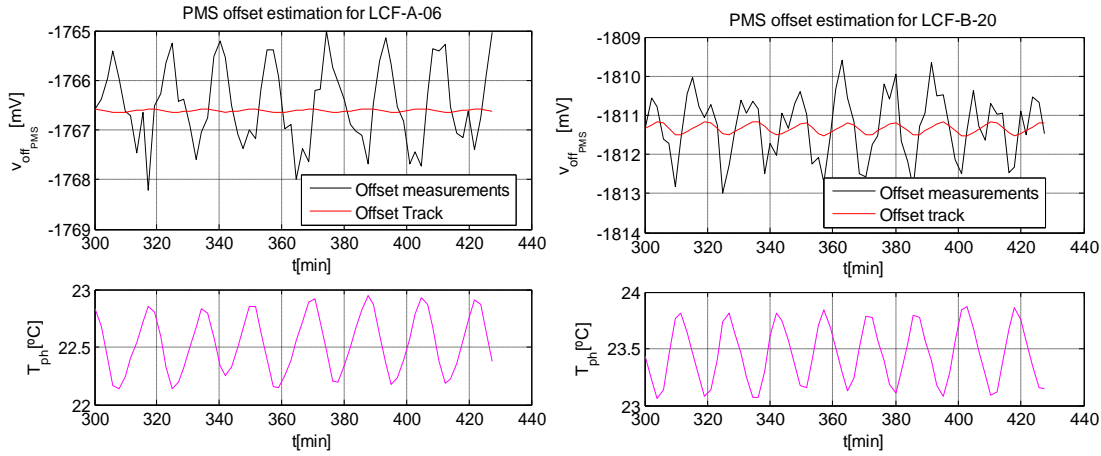 PMS offset estimation for LCF-A-06
-1765
-1766
-1767
-1768
-1769
v_off_PMS [mV]
Offset measurements
Offset Track
300 320 340 360 380 400 420 440
t[min]
23
22.5
22
T_ph[ºC]
300 320 340 360 380 400 420 440
t[min]
PMS offset estimation for LCF-B-20
-1809
-1810
-1811
-1812
-1813
-1814
v_off_PMS [mV]
Offset measurements
Offset track
300 320 340 360 380 400 420 440
t[min]
24
23.5
23
T_ph[ºC]
300 320 340 360 380 400 420 440
t[min]